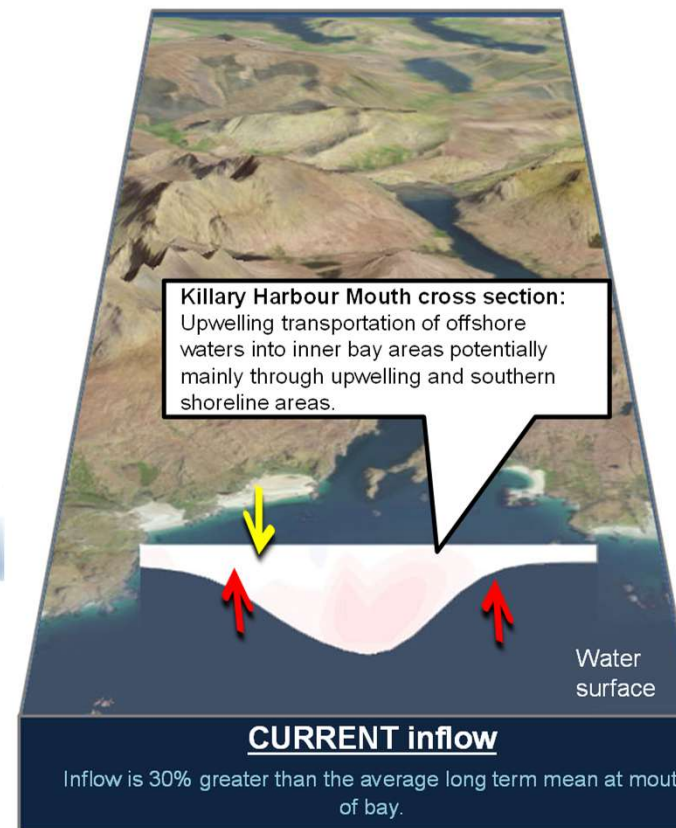 Killary Harbour Mouth cross section:
Upwelling transportation of offshore
waters into inner bay areas potentially
mainly through upwelling and southern
shoreline areas.
Water
surface
CURRENT inflow
Inflow is 30% greater than the average long term mean at mout
of bay.